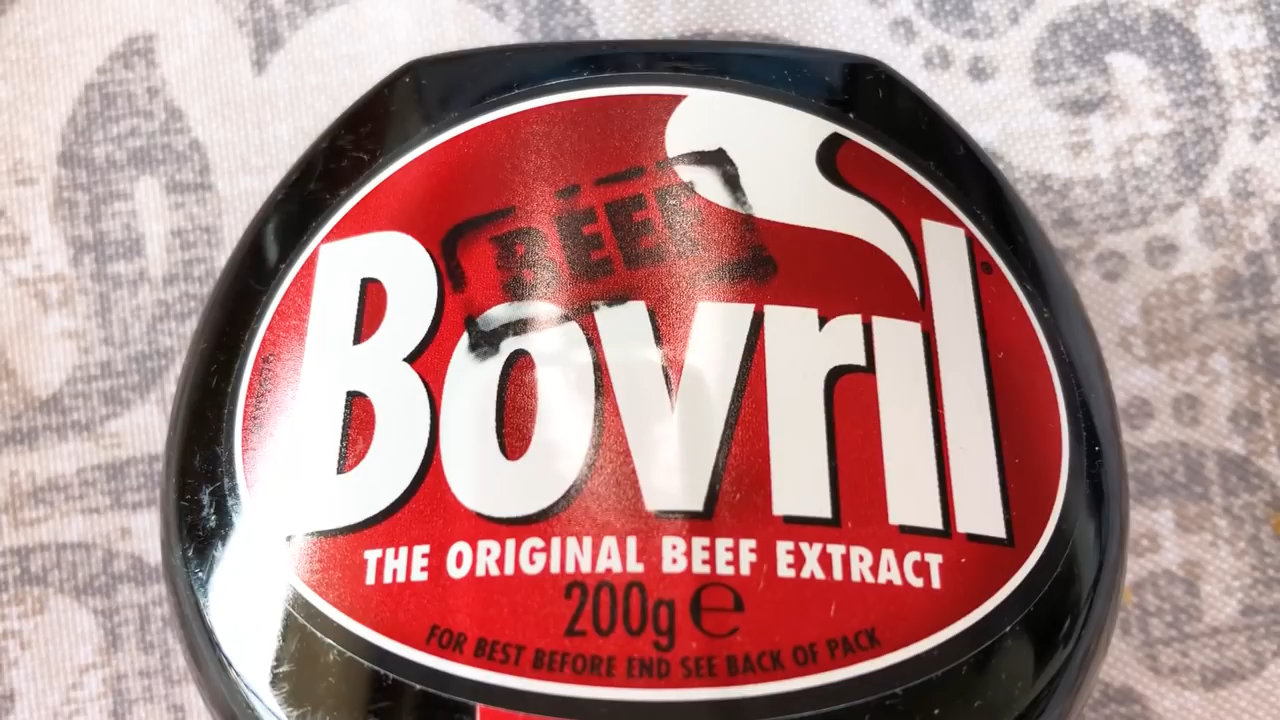 BEEF
Bovril®
THE ORIGINAL BEEF EXTRACT
200g ℮
FOR BEST BEFORE END SEE BACK OF PACK